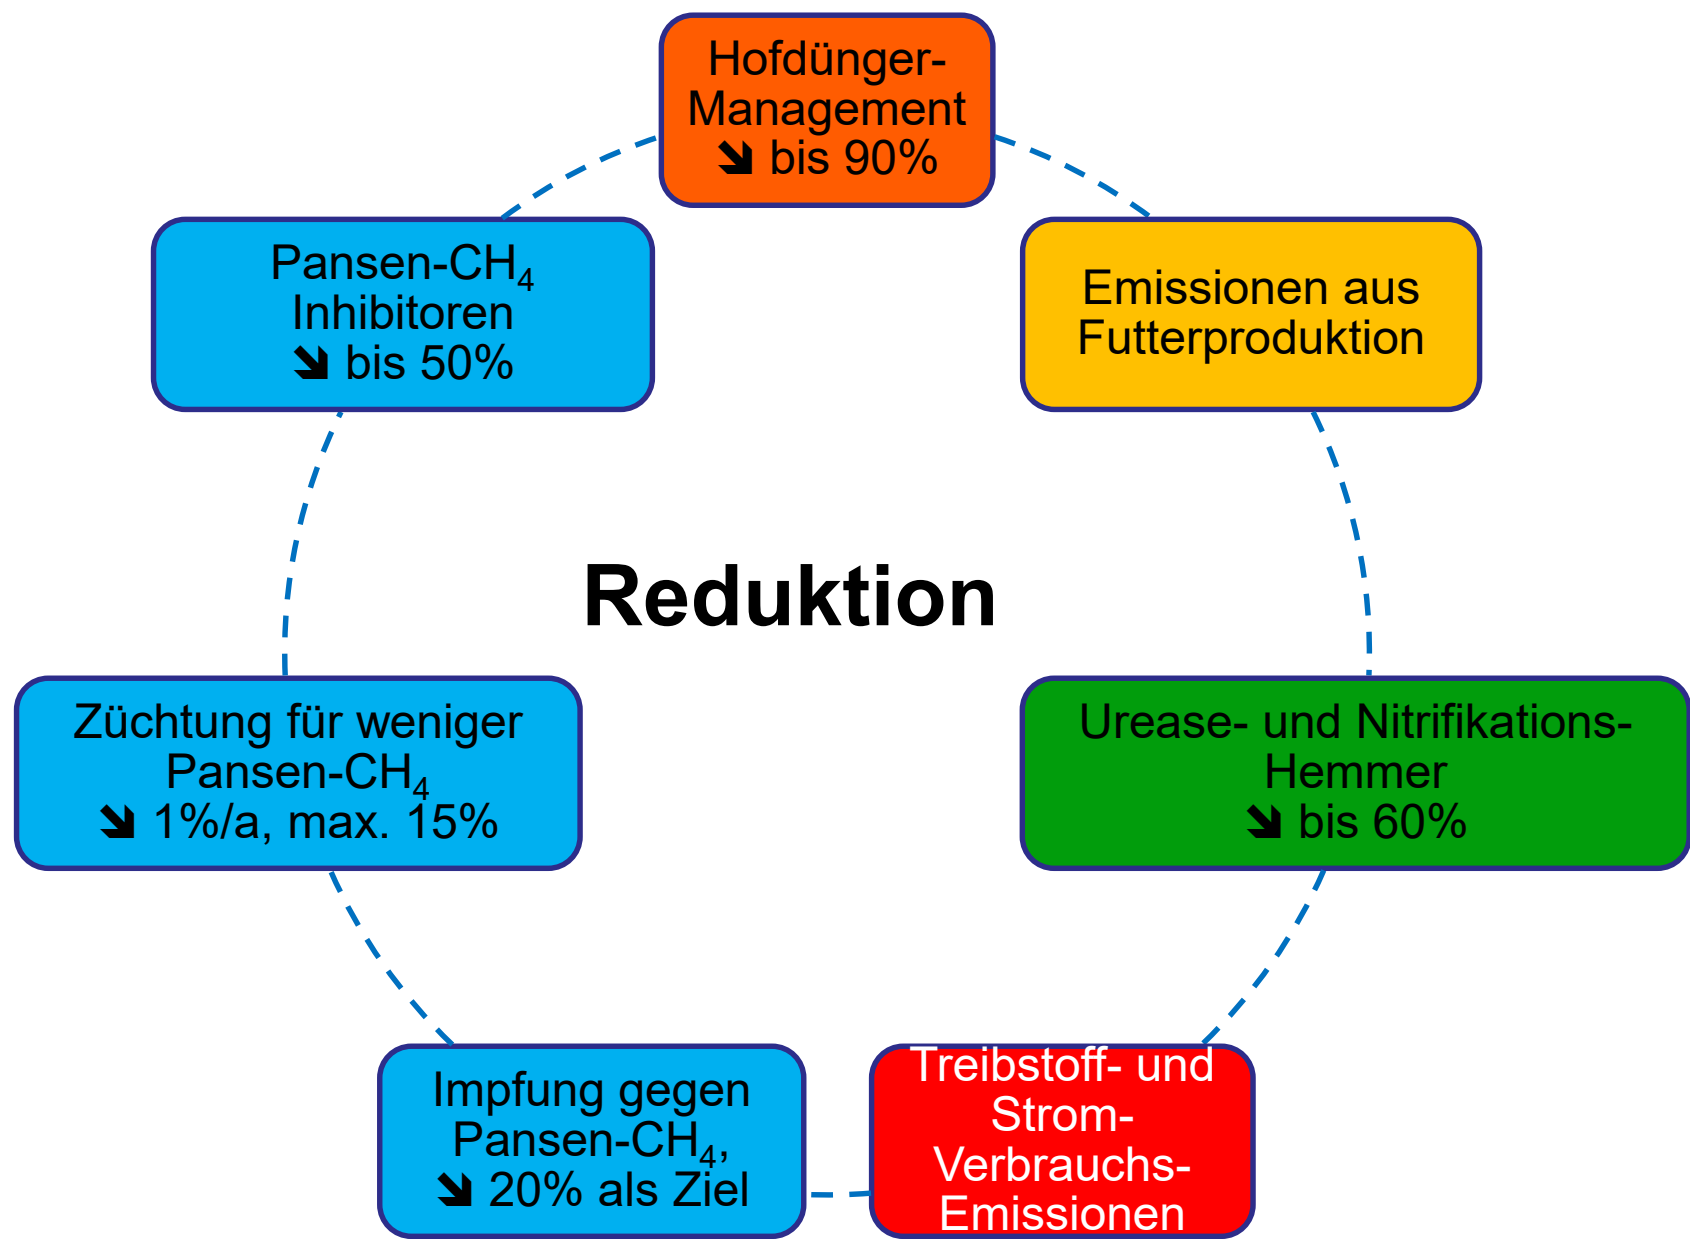 Hofdünger-
Management
🡮 bis 90%
Pansen-CH₄
Inhibitoren
🡮 bis 50%
Emissionen aus
Futterproduktion
Reduktion
Züchtung für weniger
Pansen-CH₄
🡮 1%/a, max. 15%
Urease- und Nitrifikations-
Hemmer
🡮 bis 60%
Impfung gegen
Pansen-CH₄,
🡮 20% als Ziel
Treibstoff- und
Strom-
Verbrauchs-
Emissionen